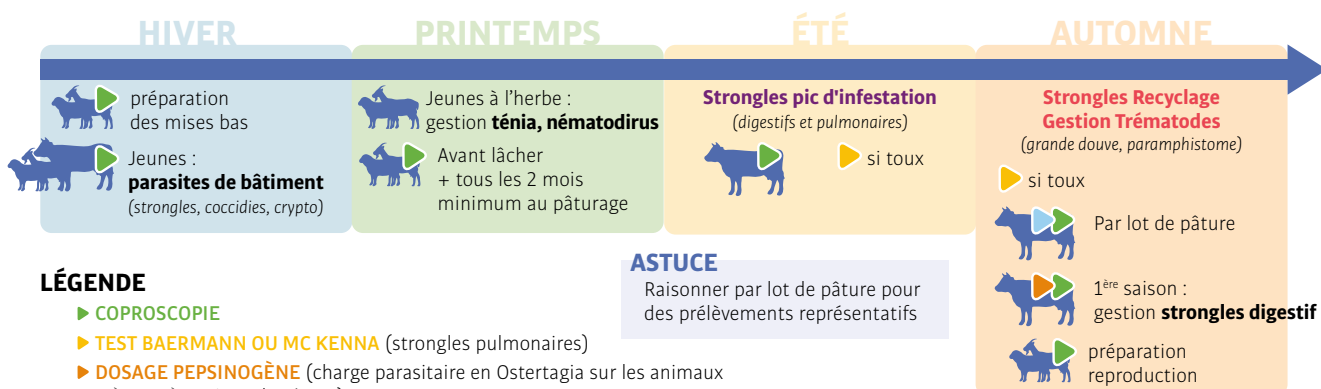 HIVER
préparation
des mises bas
Jeunes :
parasites de bâtiment
(strongles, coccidies, crypto)
PRINTEMPS
Jeunes à l'herbe :
gestion ténia, nématodirus
Avant lâcher
+ tous les 2 mois
minimum au pâturage
ÉTÉ
Strongles pic d'infestation
(digestifs et pulmonaires)
si toux
AUTOMNE
Strongles Recyclage
Gestion Trématodes
(grande douve, paramphistome)
si toux
Par lot de pâture
1ère saison :
gestion strongles digestif
préparation
reproduction
ASTUCE
Raisonner par lot de pâture pour
des prélèvements représentatifs
LÉGENDE
COPROSCOPIE
TEST BAERMANN OU MC KENNA (strongles pulmonaires)
DOSAGE PEPSINOGÈNE (charge parasitaire en Ostertagia sur les animaux